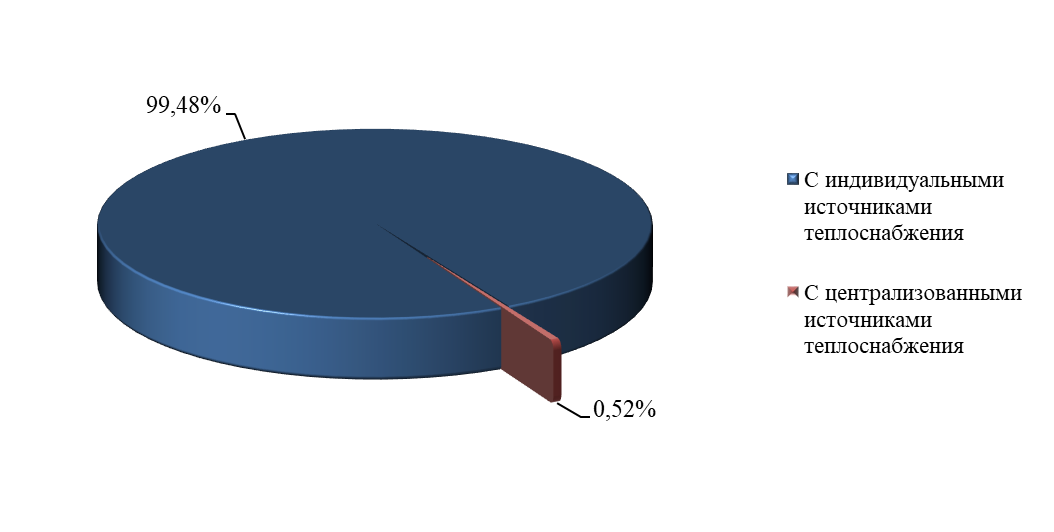 99,48%
С индивидуальными
источниками
теплоснабжения
С централизованными
источниками
теплоснабжения
0,52%